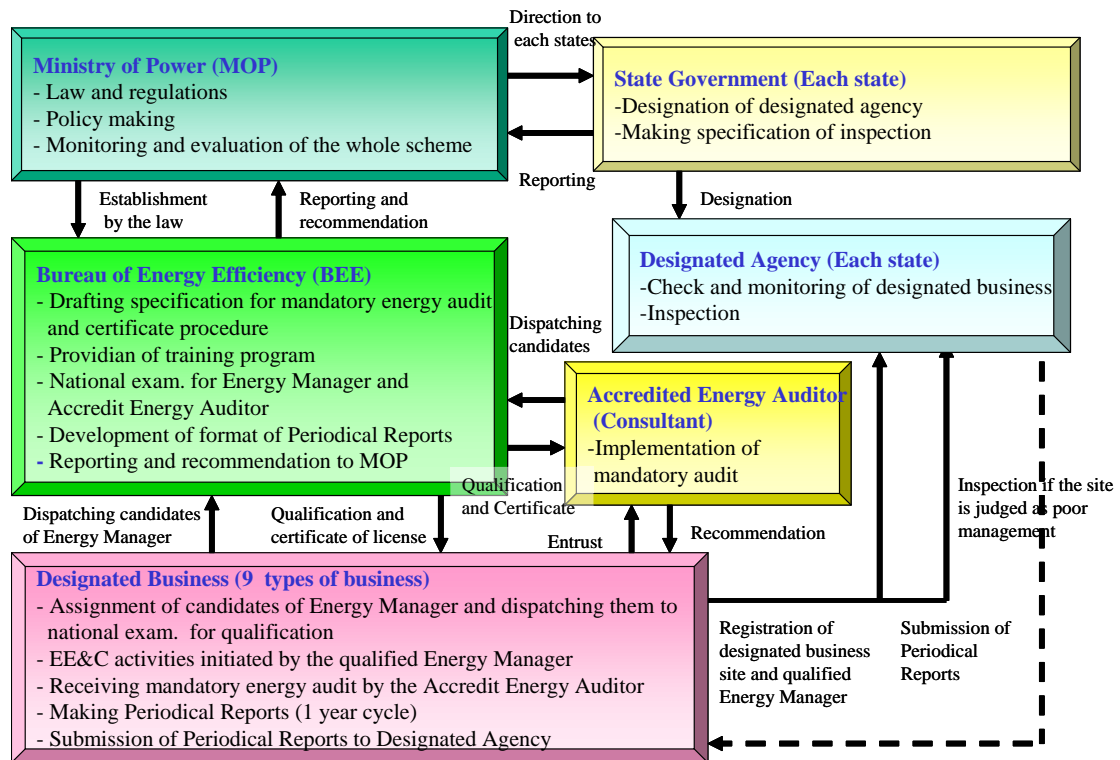 Direction to
each states
Ministry of Power (MOP)
- Law and regulations
- Policy making
- Monitoring and evaluation of the whole scheme
State Government (Each state)
-Designation of designated agency
-Making specification of inspection
Reporting
Establishment
by the law
Reporting and
recommendation
Designation
Bureau of Energy Efficiency (BEE)
- Drafting specification for mandatory energy audit
and certificate procedure
- Providian of training program
- National exam. for Energy Manager and
Accredit Energy Auditor
- Development of format of Periodical Reports
- Reporting and recommendation to MOP
Designated Agency (Each state)
-Check and monitoring of designated business
-Inspection
Dispatching
candidates
Accredited Energy Auditor
(Consultant)
-Implementation of
mandatory audit
Qualification
and Certificate
Inspection if the site
is judged as poor
management
Dispatching candidates
of Energy Manager
Qualification and
certificate of license
Entrust
Recommendation
Designated Business (9 types of business)
- Assignment of candidates of Energy Manager and dispatching them to
national exam. for qualification
- EE&C activities initiated by the qualified Energy Manager
- Receiving mandatory energy audit by the Accredit Energy Auditor
- Making Periodical Reports (1 year cycle)
- Submission of Periodical Reports to Designated Agency
Registration of
designated business
site and qualified
Energy Manager
Submission of
Periodical
Reports